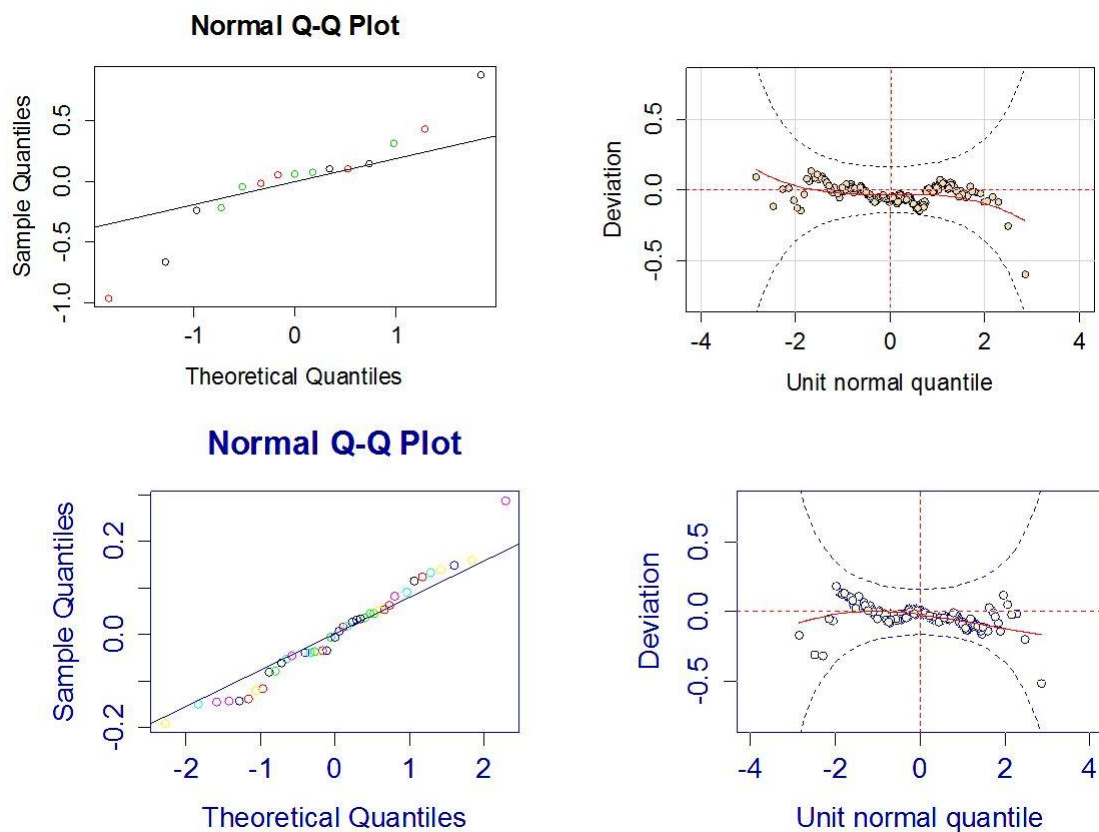 Normal Q-Q Plot
Sample Quantiles
0.5
0.0
-0.5
-1.0
-1 0 1
Theoretical Quantiles
Deviation
0.5
0.0
-0.5
-4 -2 0 2 4
Unit normal quantile
Normal Q-Q Plot
Sample Quantiles
0.2
0.0
-0.2
-2 -1 0 1 2
Theoretical Quantiles
Deviation
0.5
0.0
-0.5
-4 -2 0 2 4
Unit normal quantile